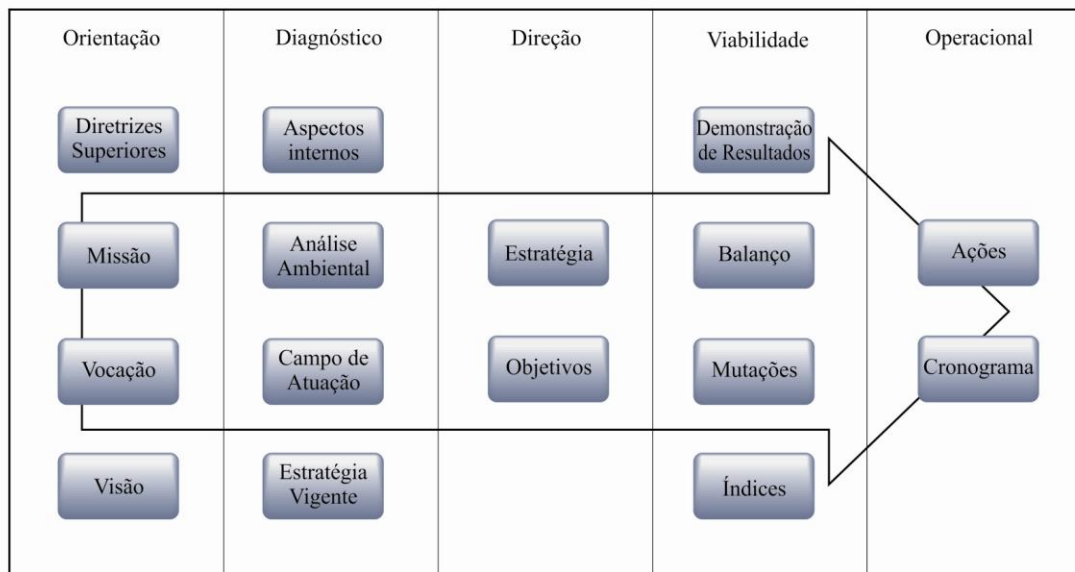 Orientação
Diagnóstico
Direção
Viabilidade
Operacional
Diretrizes
Superiores
Aspectos
internos
Demonstração
de Resultados
Missão
Análise
Ambiental
Estratégia
Balanço
Ações
Vocação
Campo de
Atuação
Objetivos
Mutações
Cronograma
Visão
Estratégia
Vigente
Índices